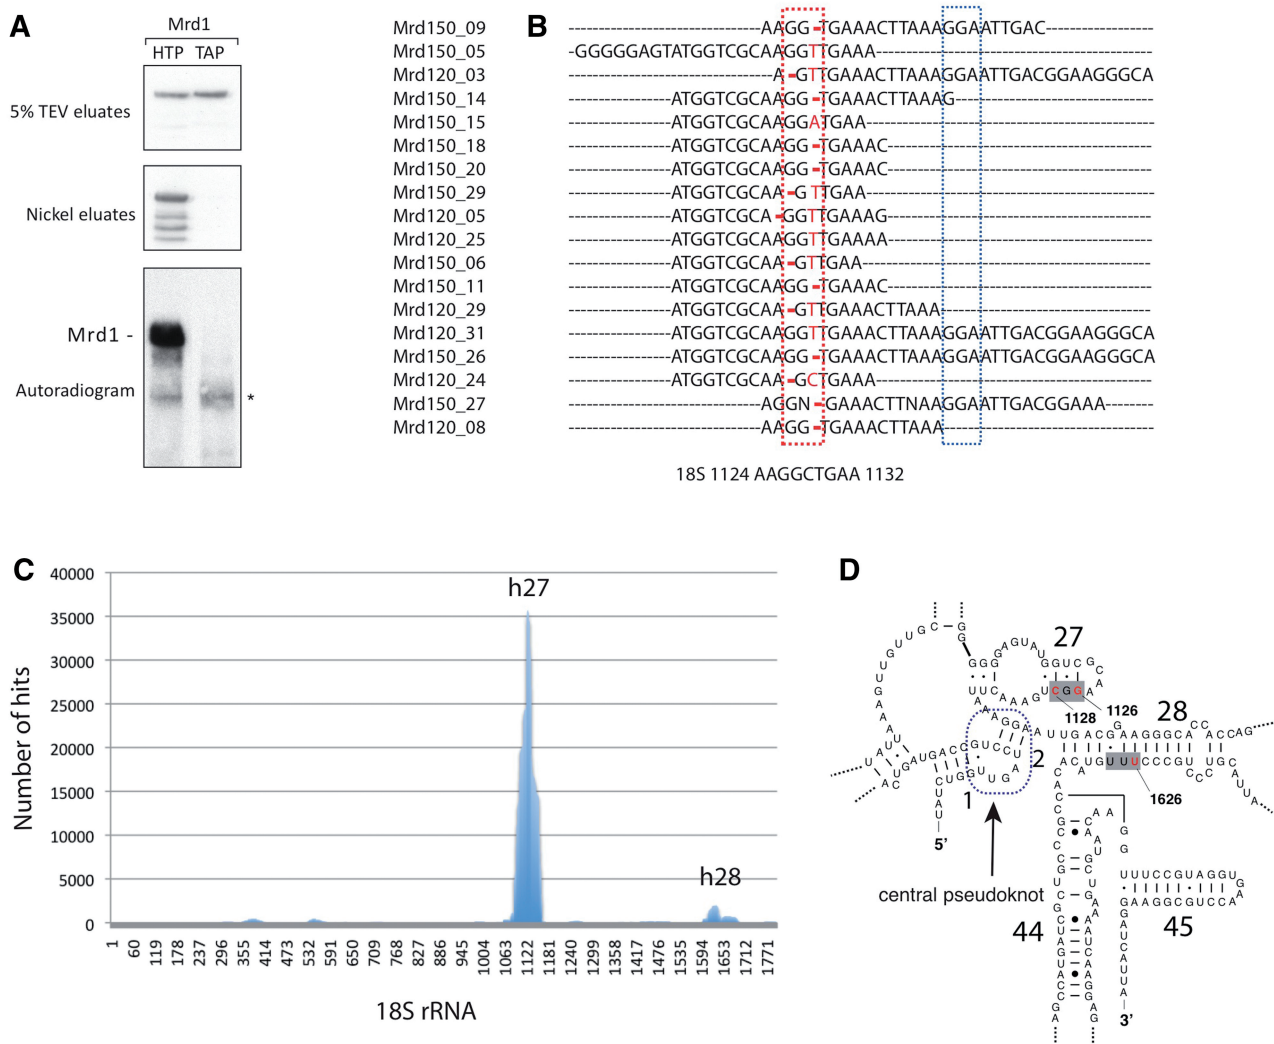 A
Mrd1
HTP TAP
5% TEV eluates
Nickel eluates
Mrd1 -
Autoradiogram
*
B
Mrd150_09 AAGG-TGAAACTTAAAGGAATTGAC
Mrd150_05 -GGGGGAGTATGGTCGCAAGGTTGAAA
Mrd120_03 A-GTTGAAACTTAAAGGAATTGACGGAAGGGCA
Mrd150_14 ATGGTCGCAAGG-TGAAACTTAAAG
Mrd150_15 ATGGTCGCAAGGATGAA
Mrd150_18 ATGGTCGCAAGG-TGAAAC
Mrd150_20 ATGGTCGCAAGG-TGAAAC
Mrd150_29 ATGGTCGCAA-GTTGAA
Mrd120_05 ATGGTCGCA-GGTTGAAAG
Mrd120_25 ATGGTCGCAAGGTTGAAAA
Mrd150_06 ATGGTCGCAA-GTTGAA
Mrd150_11 ATGGTCGCAAGG-TGAAAC
Mrd120_29 ATGGTCGCAA-GTTGAAACTTAAA
Mrd120_31 ATGGTCGCAAGGTTGAAACTTAAAGGAATTGACGGAAGGGCA
Mrd150_26 ATGGTCGCAAGG-TGAAACTTAAAGGAATTGACGGAAGGGCA
Mrd120_24 ATGGTCGCAA-GCTGAAA
Mrd150_27 AGGN-GAAACTTNAAGGAATTGACGGAAA
Mrd120_08 AAGG-TGAAACTTAAA
18S 1124 AAGGCTGAA 1132
C
40000
35000
30000
25000
20000
15000
10000
5000
0
Number of hits
h27
h28
1 60 119 178 237 296 355 414 473 532 591 650 709 768 827 886 945 1004 1063 1122 1181 1240 1299 1358 1417 1476 1535 1594 1653 1712 1771
18S rRNA
D
27
1128
1126
28
2
1
1626
5'
central pseudoknot
44
45
UUUCCGUAGGUG
GAAGGCGUCCA
3'